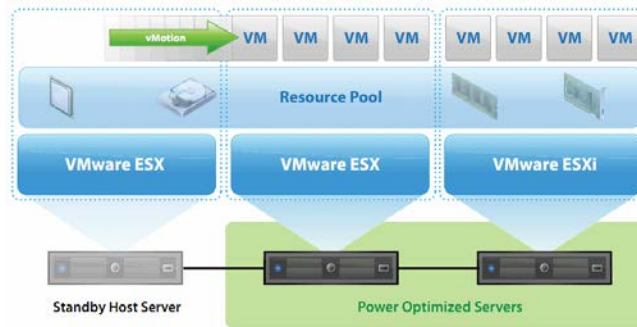 vMotion
VM VM VM VM VM VM VM VM
Resource Pool
VMware ESX VMware ESX VMware ESXi
Standby Host Server Power Optimized Servers